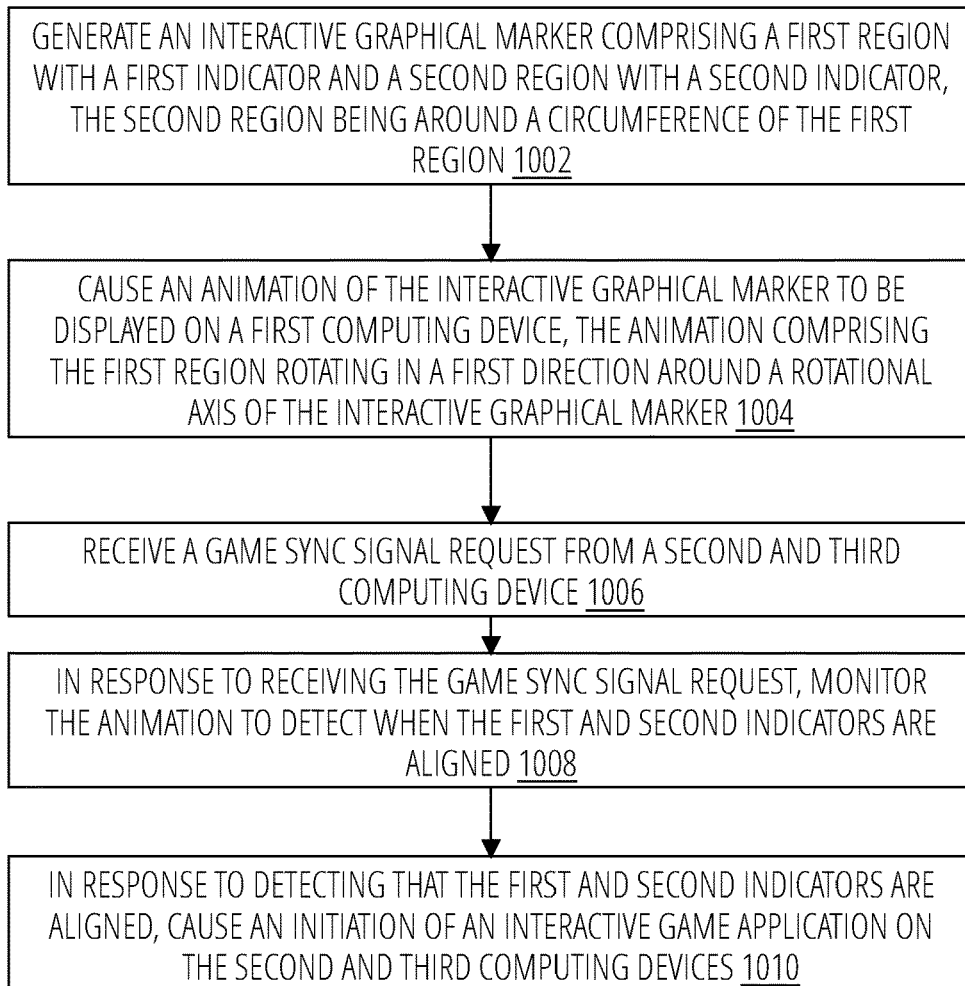 GENERATE AN INTERACTIVE GRAPHICAL MARKER COMPRISING A FIRST REGION
WITH A FIRST INDICATOR AND A SECOND REGION WITH A SECOND INDICATOR,
THE SECOND REGION BEING AROUND A CIRCUMFERENCE OF THE FIRST
REGION 1002
CAUSE AN ANIMATION OF THE INTERACTIVE GRAPHICAL MARKER TO BE
DISPLAYED ON A FIRST COMPUTING DEVICE, THE ANIMATION COMPRISING
THE FIRST REGION ROTATING IN A FIRST DIRECTION AROUND A ROTATIONAL
AXIS OF THE INTERACTIVE GRAPHICAL MARKER 1004
RECEIVE A GAME SYNC SIGNAL REQUEST FROM A SECOND AND THIRD
COMPUTING DEVICE 1006
IN RESPONSE TO RECEIVING THE GAME SYNC SIGNAL REQUEST, MONITOR
THE ANIMATION TO DETECT WHEN THE FIRST AND SECOND INDICATORS ARE
ALIGNED 1008
IN RESPONSE TO DETECTING THAT THE FIRST AND SECOND INDICATORS ARE
ALIGNED, CAUSE AN INITIATION OF AN INTERACTIVE GAME APPLICATION ON
THE SECOND AND THIRD COMPUTING DEVICES 1010